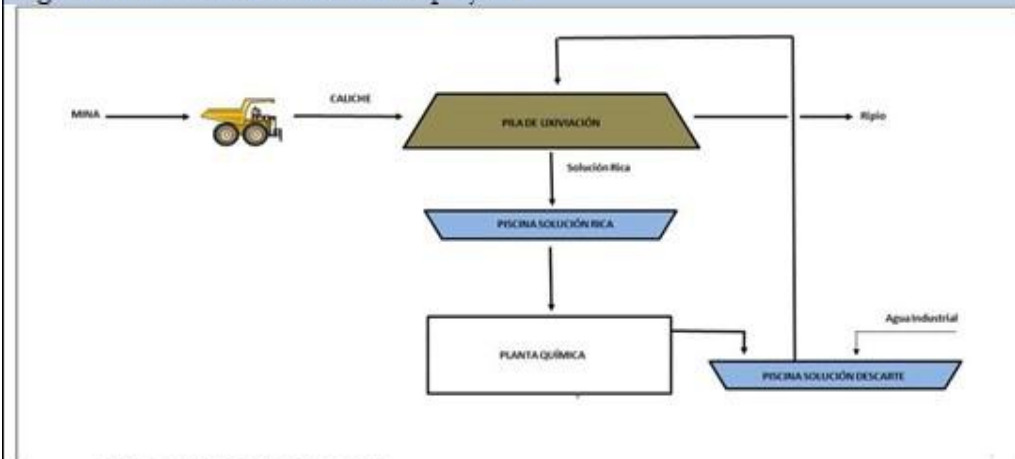 MINA
CALICHE
PILA DE LIXIVIACIÓN
Ripio
Solución Rica
PISCINA SOLUCIÓN RICA
Agua Industrial
PLANTA QUÍMICA
PISCINA SOLUCIÓN DESCARTE